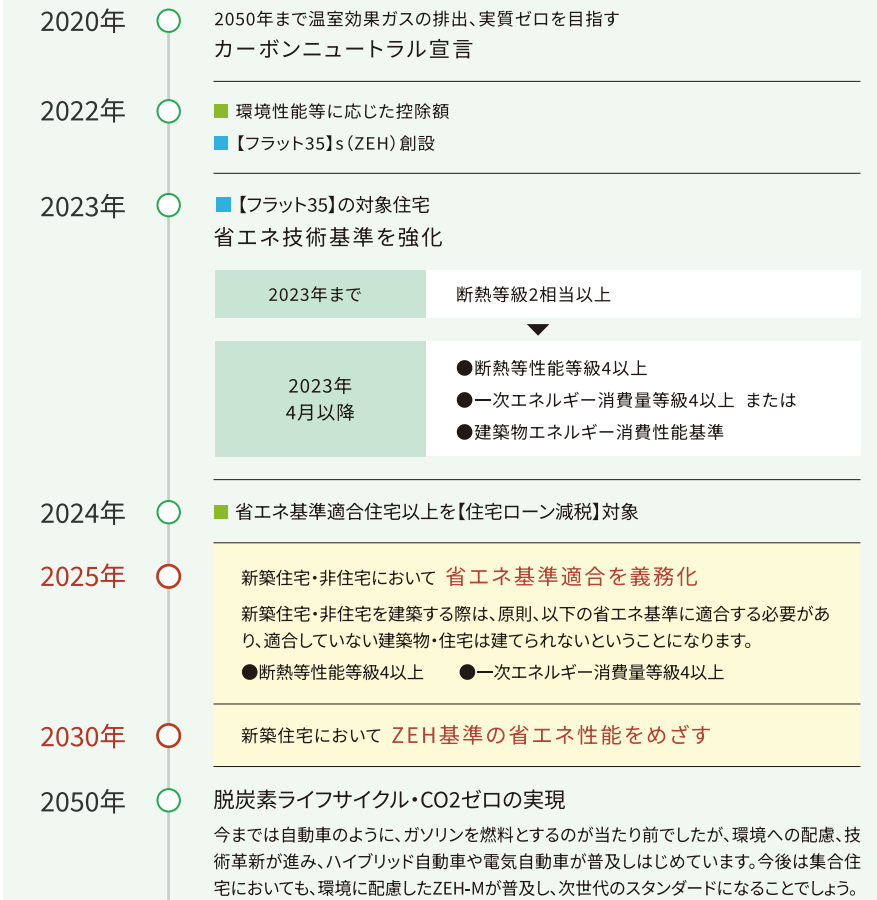 2020年
2050年まで温室効果ガスの排出、実質ゼロを目指す
カーボンニュートラル宣言
2022年
環境性能等に応じた控除額
【フラット35】s（ZEH）創設
2023年
【フラット35】の対象住宅
省エネ技術基準を強化
2023年まで
断熱等級2相当以上
2023年
4月以降
●断熱等性能等級4以上
●一次エネルギー消費量等級4以上 または
●建築物エネルギー消費性能基準
2024年
省エネ基準適合住宅以上を【住宅ローン減税】対象
2025年
新築住宅・非住宅において 省エネ基準適合を義務化
新築住宅・非住宅を建築する際は、原則、以下の省エネ基準に適合する必要があ
り、適合していない建築物・住宅は建てられないということになります。
●断熱等性能等級4以上 ●一次エネルギー消費量等級4以上
2030年
新築住宅において ZEH基準の省エネ性能をめざす
2050年
脱炭素ライフサイクル・CO2ゼロの実現
今までは自動車のように、ガソリンを燃料とするのが当たり前でしたが、環境への配慮、技
術革新が進み、ハイブリッド自動車や電気自動車が普及しはじめています。今後は集合住
宅においても、環境に配慮したZEH-Mが普及し、次世代のスタンダードになることでしょう。